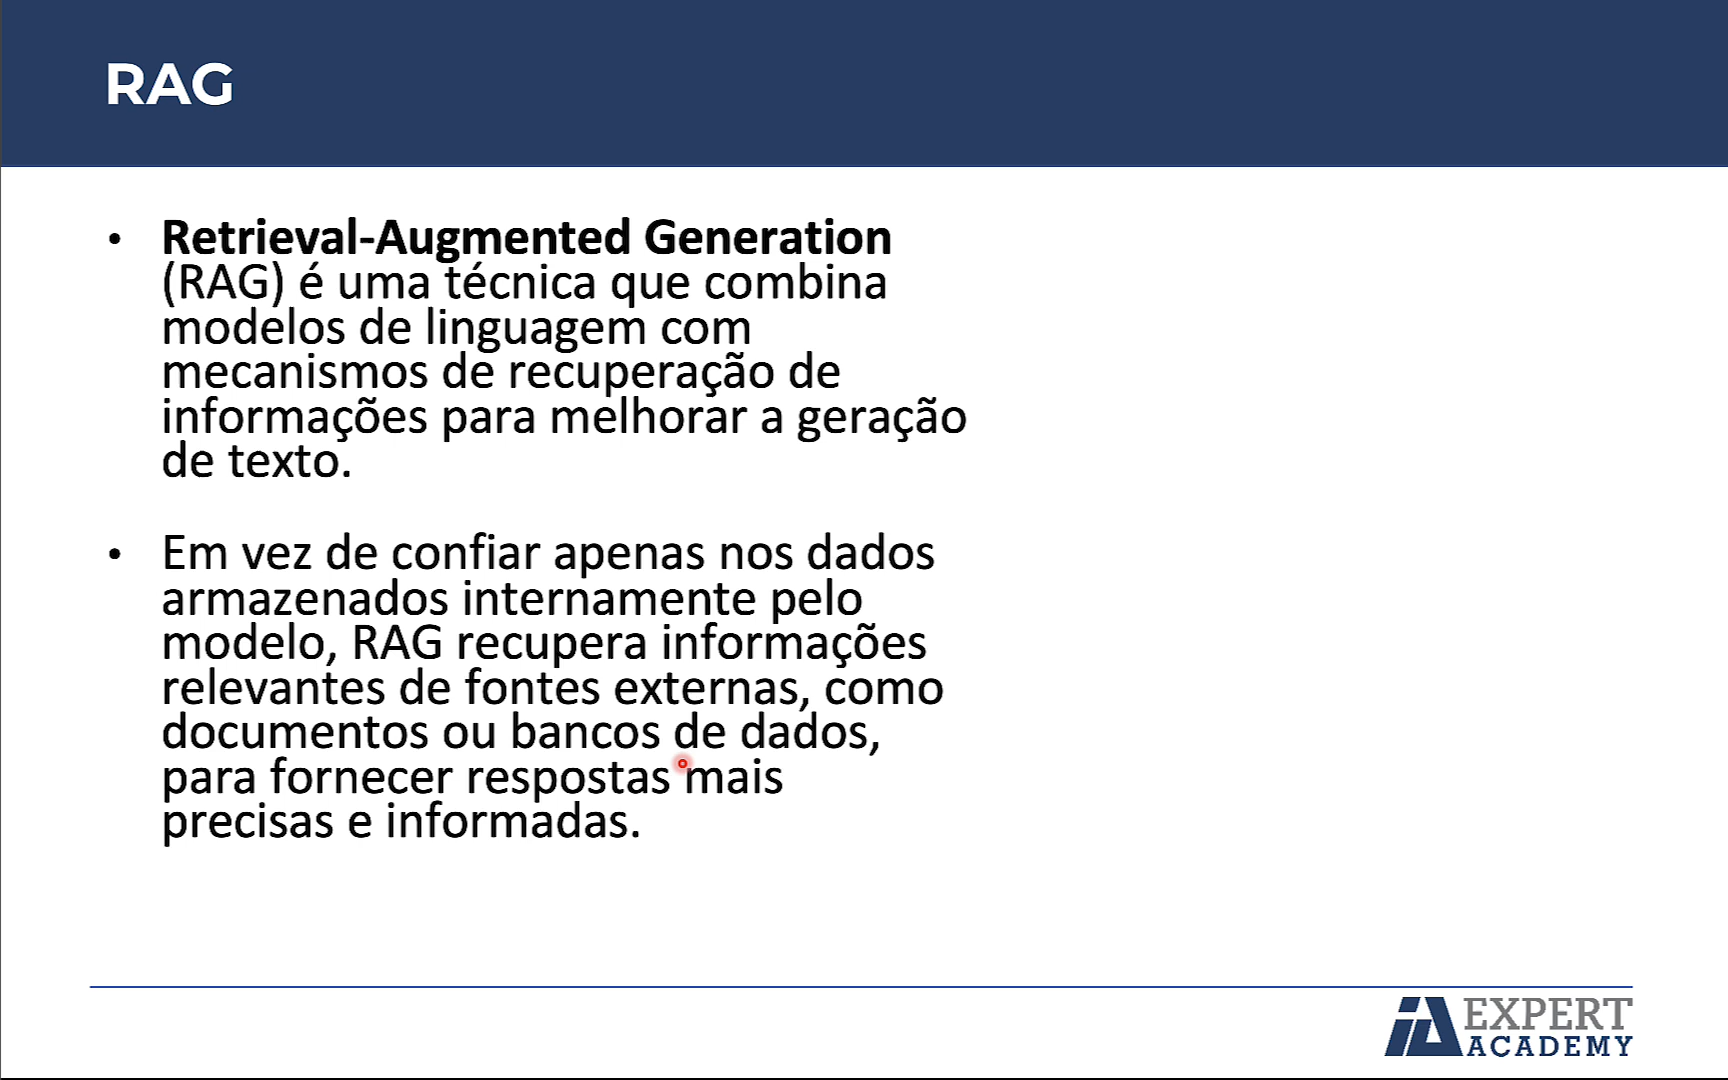 RAG
• Retrieval-Augmented Generation
(RAG) é uma técnica que combina
modelos de linguagem com
mecanismos de recuperação de
informações para melhorar a geração
de texto.
• Em vez de confiar apenas nos dados
armazenados internamente pelo
modelo, RAG recupera informações
relevantes de fontes externas, como
documentos ou bancos de dados,
para fornecer respostas mais
precisas e informadas.
IA EXPERT
ACADEMY